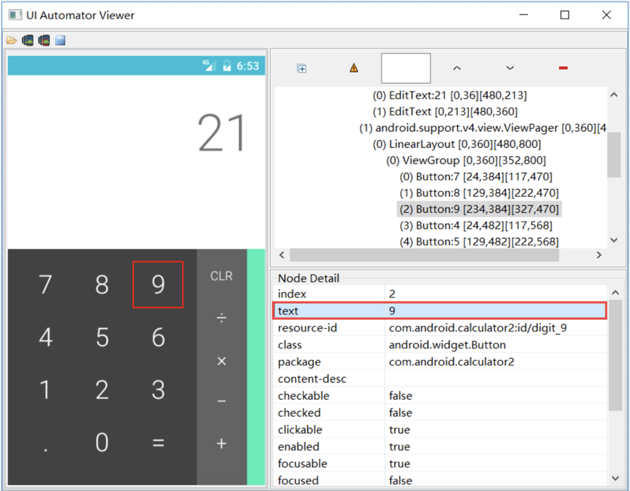 UI Automator Viewer
4G 6:53
21
7 8 9 CLR
÷
4 5 6
×
1 2 3
−
. 0 = +
(0) EditText:21 [0,36][480,213]
(1) EditText [0,213][480,360]
(1) android.support.v4.view.ViewPager [0,360][4
(0) LinearLayout [0,360][480,800]
(0) ViewGroup [0,360][352,800]
(0) Button:7 [24,384][117,470]
(1) Button:8 [129,384][222,470]
(2) Button:9 [234,384][327,470]
(3) Button:4 [24,482][117,568]
(4) Button:5 [129,482][222,568]
Node Detail
index 2
text 9
resource-id com.android.calculator2:id/digit_9
class android.widget.Button
package com.android.calculator2
content-desc
checkable false
checked false
clickable true
enabled true
focusable true
focused false